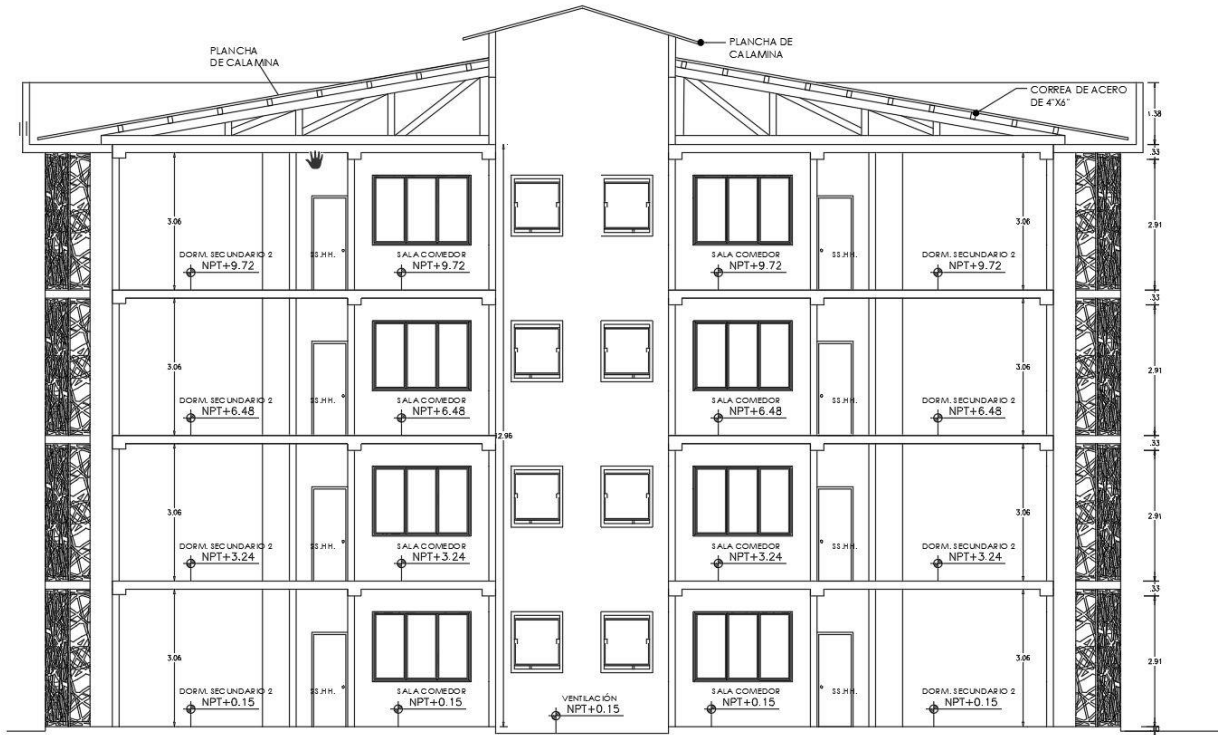 PLANCHA
DE CALAMINA
PLANCHA DE
CALAMINA
CORREA DE ACERO
DE 4"X6"
.33
3.06
3.06
2.91
DORM. SECUNDARIO 2
NPT+9.72
SS.HH.
SALA COMEDOR
NPT+9.72
SALA COMEDOR
NPT+9.72
SS.HH.
DORM. SECUNDARIO 2
NPT+9.72
.33
3.06
3.06
2.91
DORM. SECUNDARIO 2
NPT+6.48
SS.HH.
SALA COMEDOR
NPT+6.48
SALA COMEDOR
NPT+6.48
SS.HH.
DORM. SECUNDARIO 2
NPT+6.48
.33
3.06
3.06
2.91
DORM. SECUNDARIO 2
NPT+3.24
SS.HH.
SALA COMEDOR
NPT+3.24
SALA COMEDOR
NPT+3.24
SS.HH.
DORM. SECUNDARIO 2
NPT+3.24
.33
3.06
3.06
2.91
DORM. SECUNDARIO 2
NPT+0.15
SS.HH.
SALA COMEDOR
NPT+0.15
VENTILACIÓN
NPT+0.15
SALA COMEDOR
NPT+0.15
SS.HH.
DORM. SECUNDARIO 2
NPT+0.15